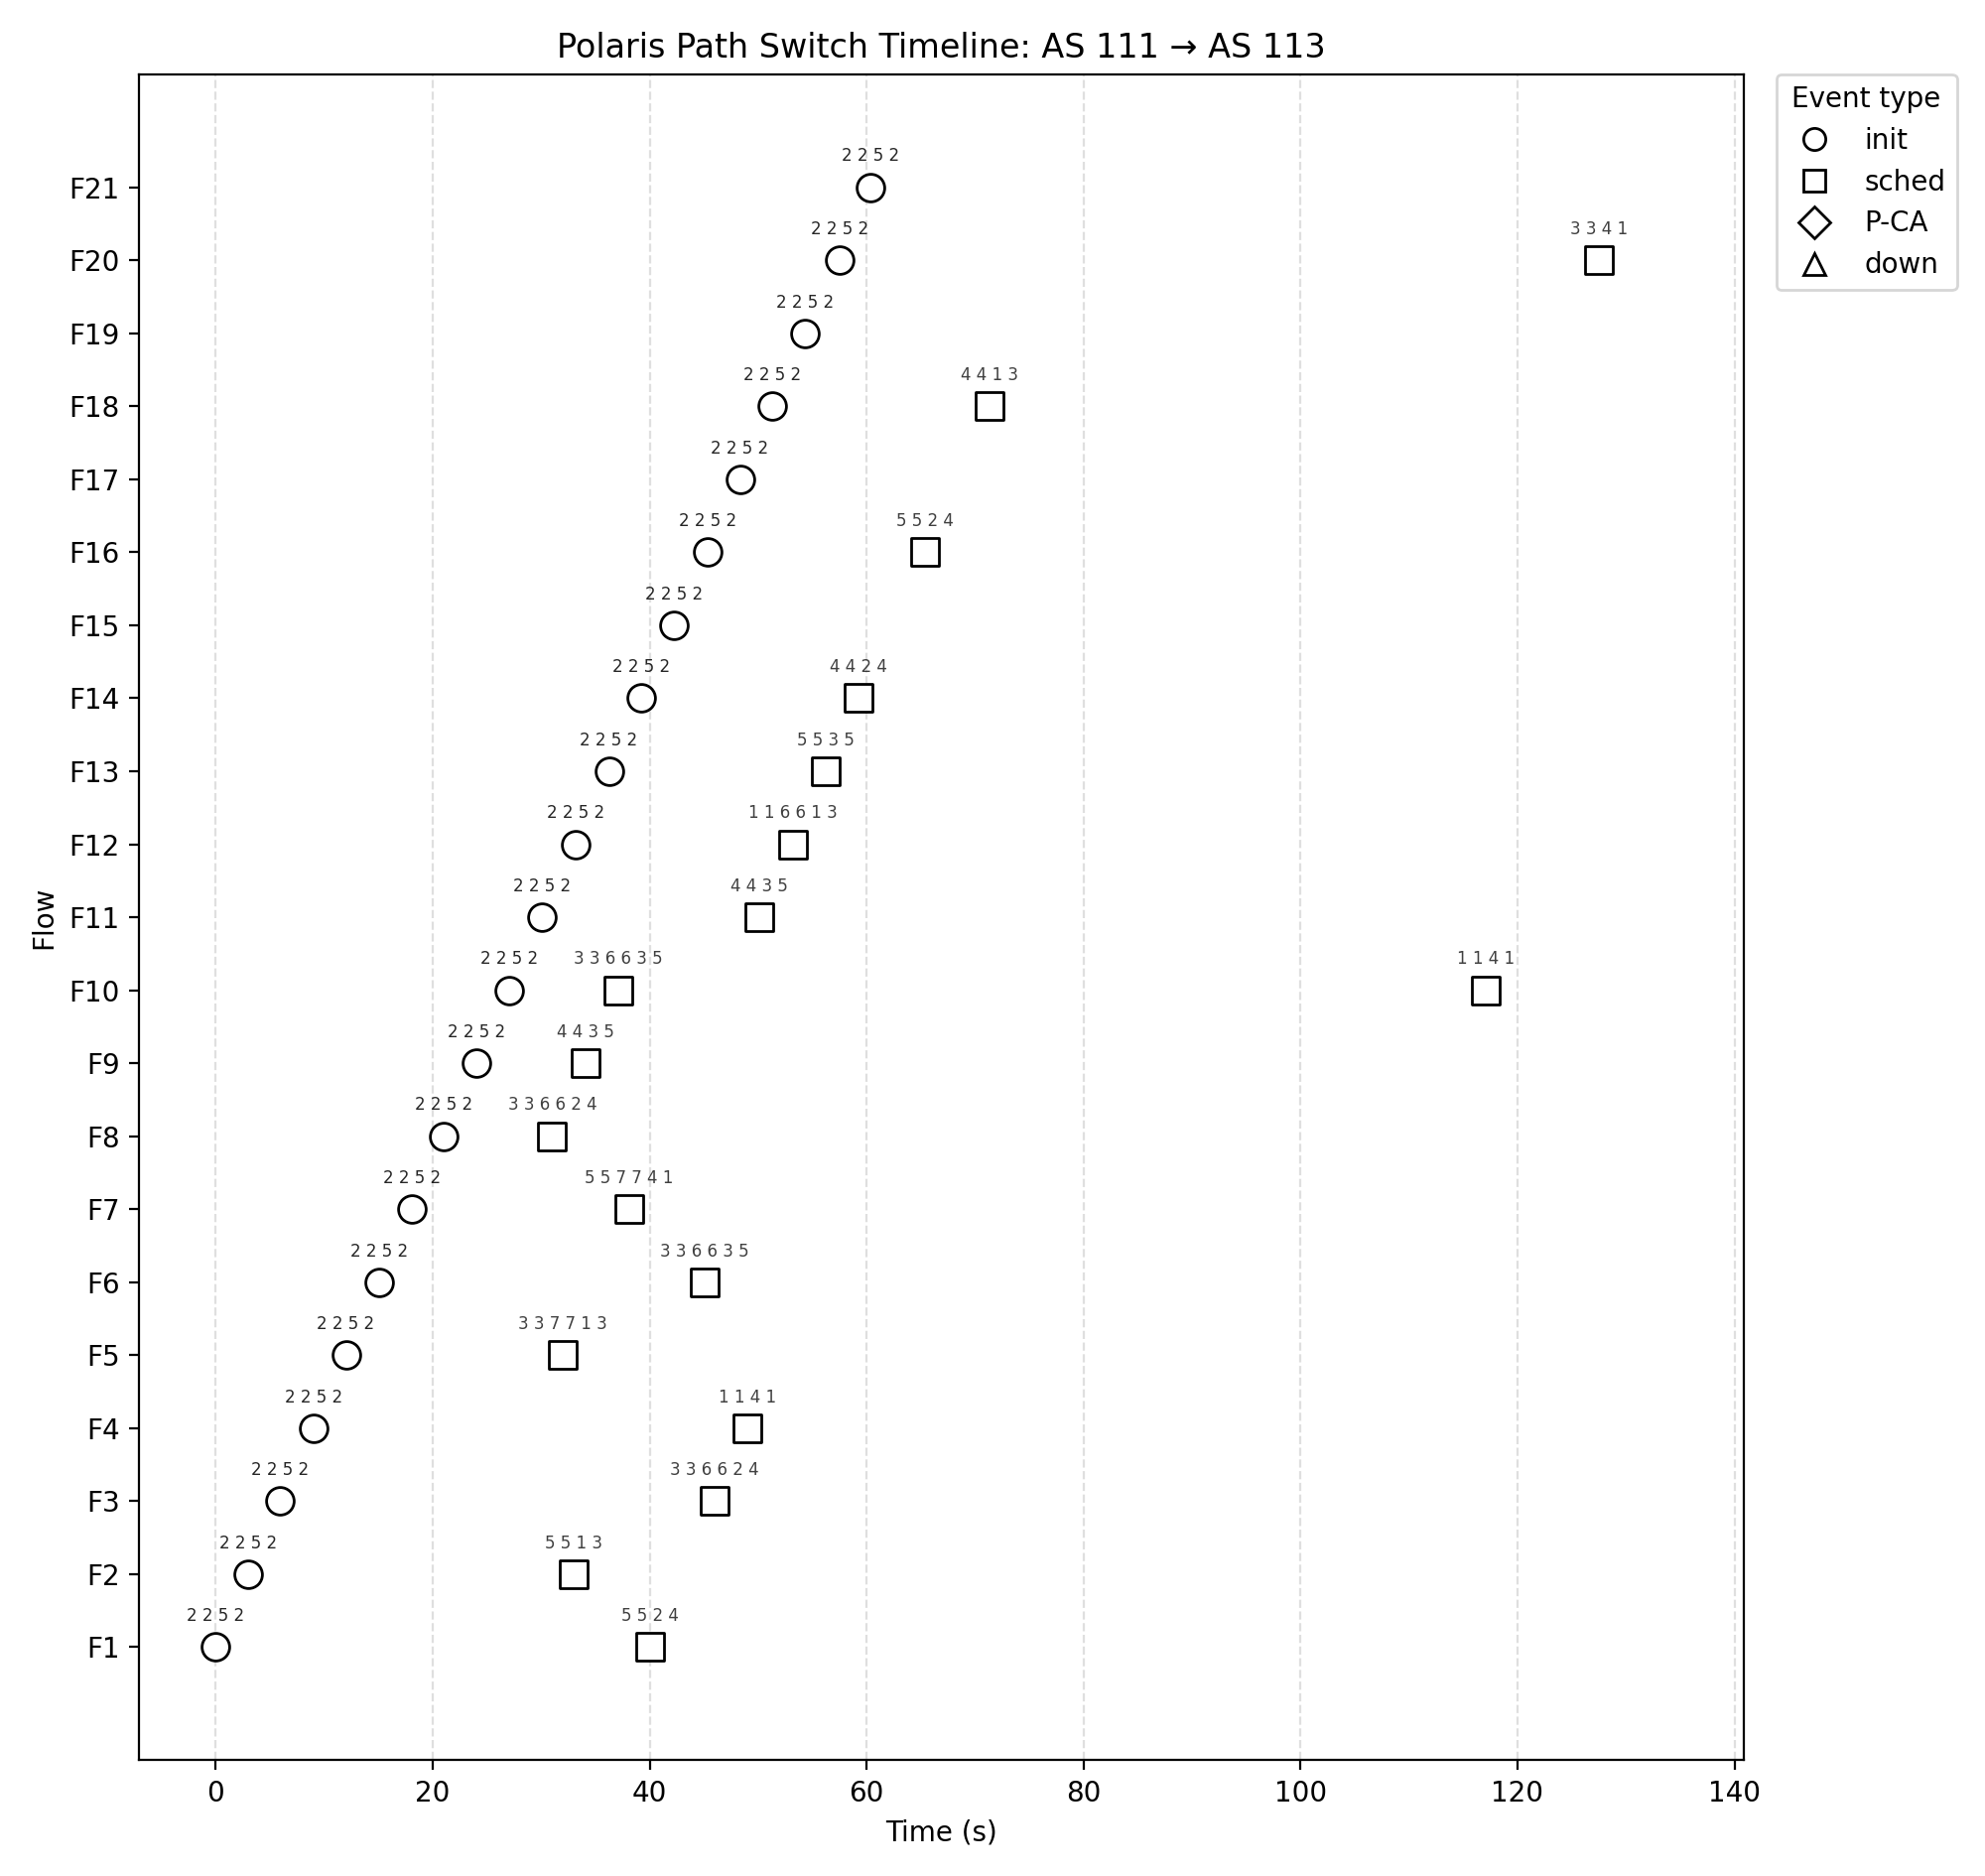 Polaris Path Switch Timeline: AS 111 → AS 113
Event type
init
sched
P-CA
down
2 2 5 2
F21
2 2 5 2
3 3 4 1
F20
2 2 5 2
F19
2 2 5 2
4 4 1 3
F18
2 2 5 2
F17
2 2 5 2
5 5 2 4
F16
2 2 5 2
F15
2 2 5 2
4 4 2 4
F14
2 2 5 2
5 5 3 5
F13
2 2 5 2
1 1 6 6 1 3
F12
2 2 5 2
4 4 3 5
F11
2 2 5 2
3 3 6 6 3 5
1 1 4 1
F10
2 2 5 2
4 4 3 5
F9
2 2 5 2
3 3 6 6 2 4
F8
2 2 5 2
5 5 7 7 4 1
F7
2 2 5 2
3 3 6 6 3 5
F6
2 2 5 2
3 3 7 7 1 3
F5
2 2 5 2
1 1 4 1
F4
2 2 5 2
3 3 6 6 2 4
F3
2 2 5 2
5 5 1 3
F2
2 2 5 2
5 5 2 4
F1
Flow
0 20 40 60 80 100 120 140
Time (s)